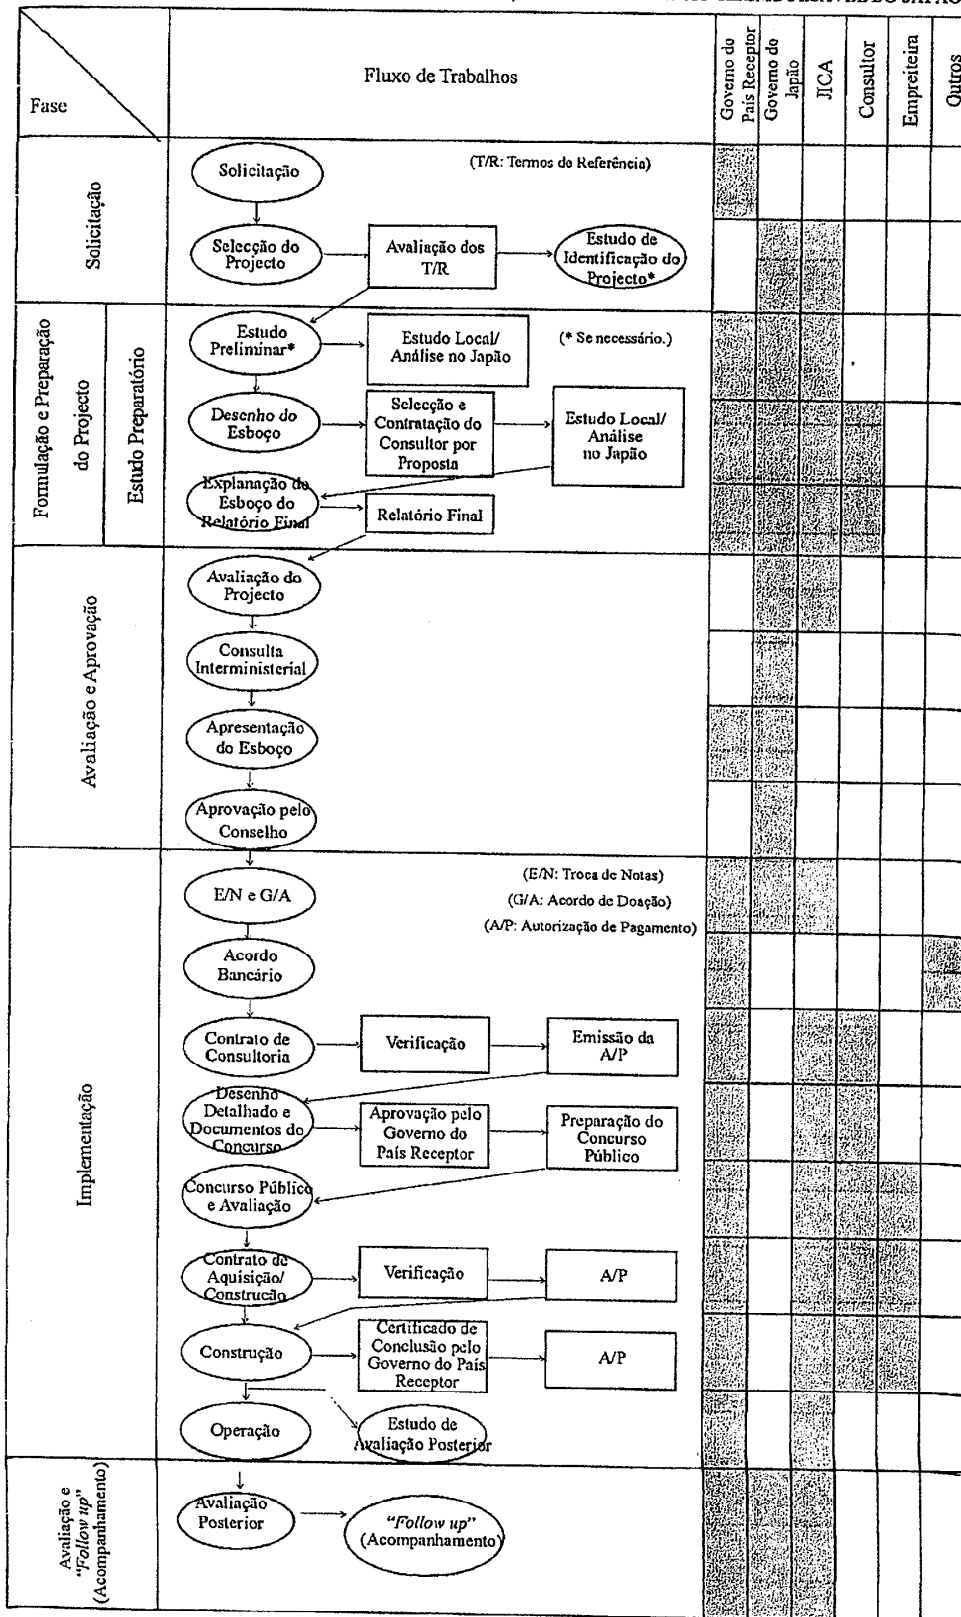 Fase
Fluxo de Trabalhos
Governo do
País Receptor
Governo do
Japão
JICA
Consultor
Empreiteira
Outros
Solicitação
Solicitação
(T/R: Termos de Referência)
Selecção do
Projecto
Avaliação dos
T/R
Estudo de
Identificação do
Projecto*
Formulação e Preparação
do Projecto
Estudo Preparatório
Estudo
Preliminar*
Estudo Local/
Análise no Japão
(* Se necessário.)
Desenho do
Esboço
Selecção e
Contratação do
Consultor por
Proposta
Estudo Local/
Análise
no Japão
Explanação do
Esboço do
Relatório Final
Relatório Final
Avaliação e Aprovação
Avaliação do
Projecto
Consulta
Interministerial
Apresentação
do Esboço
Aprovação pelo
Conselho
Implementação
E/N e G/A
(E/N: Troca de Notas)
(G/A: Acordo de Doação)
(A/P: Autorização de Pagamento)
Acordo
Bancário
Contrato de
Consultoria
Verificação
Emissão da
A/P
Desenho
Detalhado e
Documentos do
Concurso
Aprovação pelo
Governo do
País Receptor
Preparação do
Concurso
Público
Concurso Público
e Avaliação
Contrato de
Aquisição/
Construcão
Verificação
A/P
Construção
Certificado de
Conclusão pelo
Governo do País
Receptor
A/P
Operação
Estudo de
Avaliação Posterior
Avaliação e
"Follow up"
(Acompanhamento)
Avaliação
Posterior
"Follow up"
(Acompanhamento)